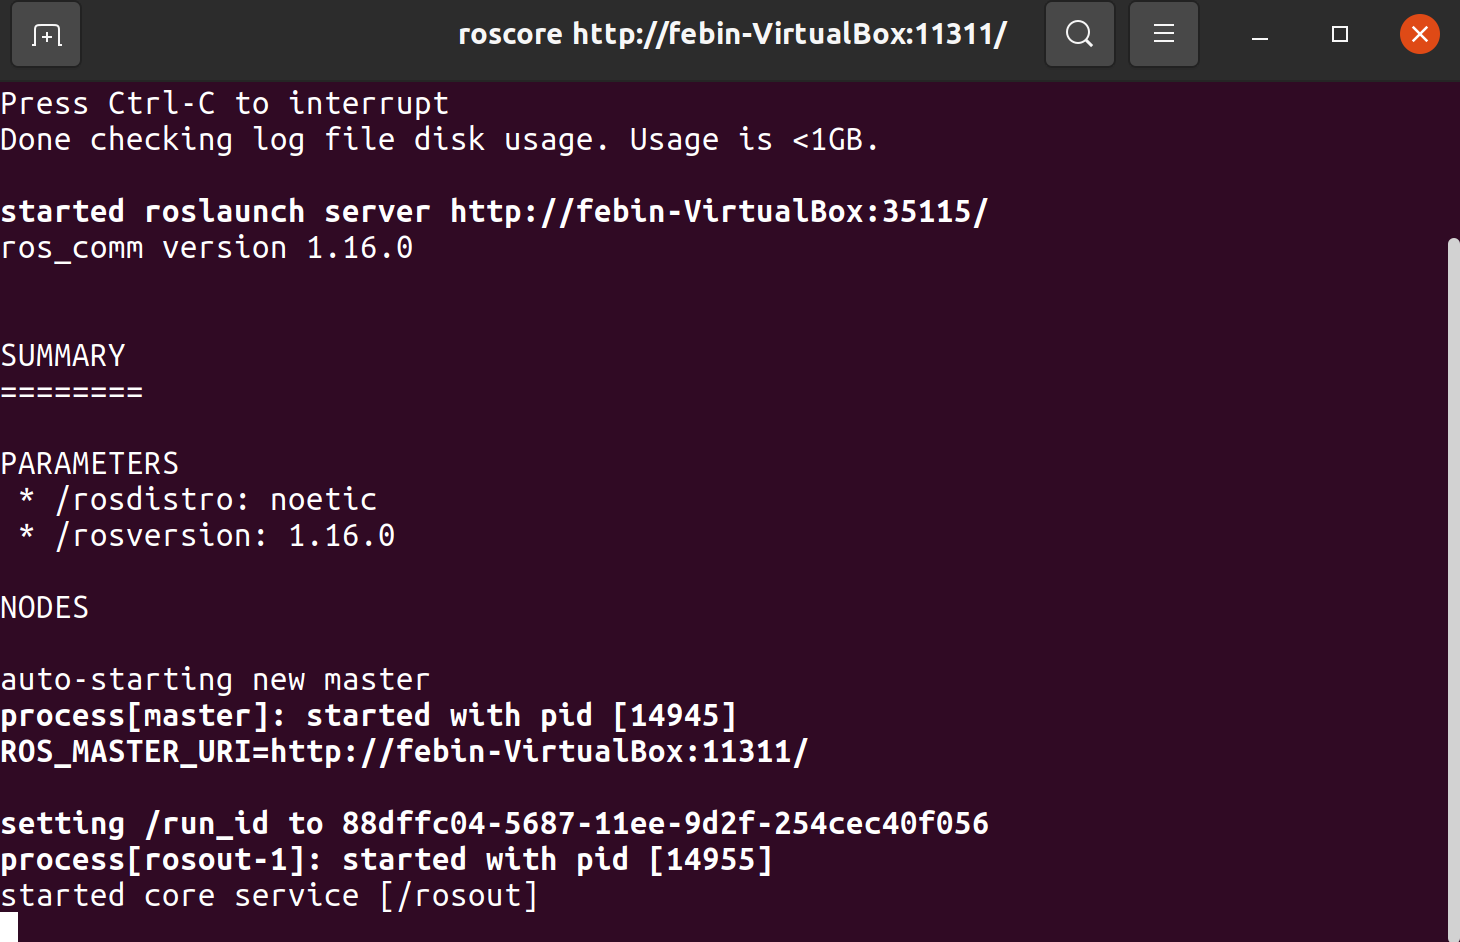 roscore http://febin-VirtualBox:11311/
Press Ctrl-C to interrupt
Done checking log file disk usage. Usage is <1GB.
started roslaunch server http://febin-VirtualBox:35115/
ros_comm version 1.16.0
SUMMARY
========
PARAMETERS
 * /rosdistro: noetic
 * /rosversion: 1.16.0
NODES
auto-starting new master
process[master]: started with pid [14945]
ROS_MASTER_URI=http://febin-VirtualBox:11311/
setting /run_id to 88dffc04-5687-11ee-9d2f-254cec40f056
process[rosout-1]: started with pid [14955]
started core service [/rosout]